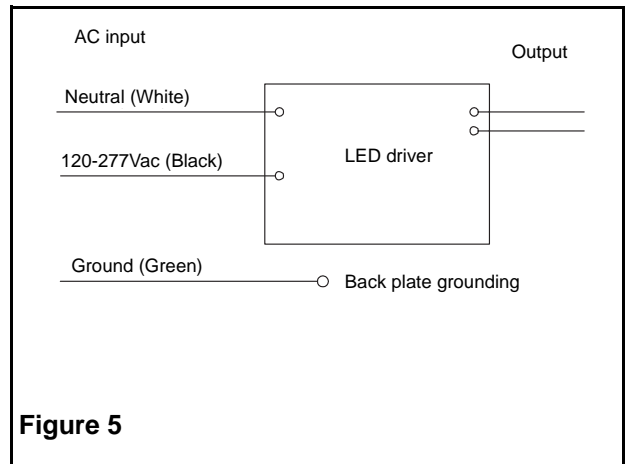 AC input
Output
Neutral (White)
120-277Vac (Black)
LED driver
Ground (Green)
Back plate grounding
Figure 5